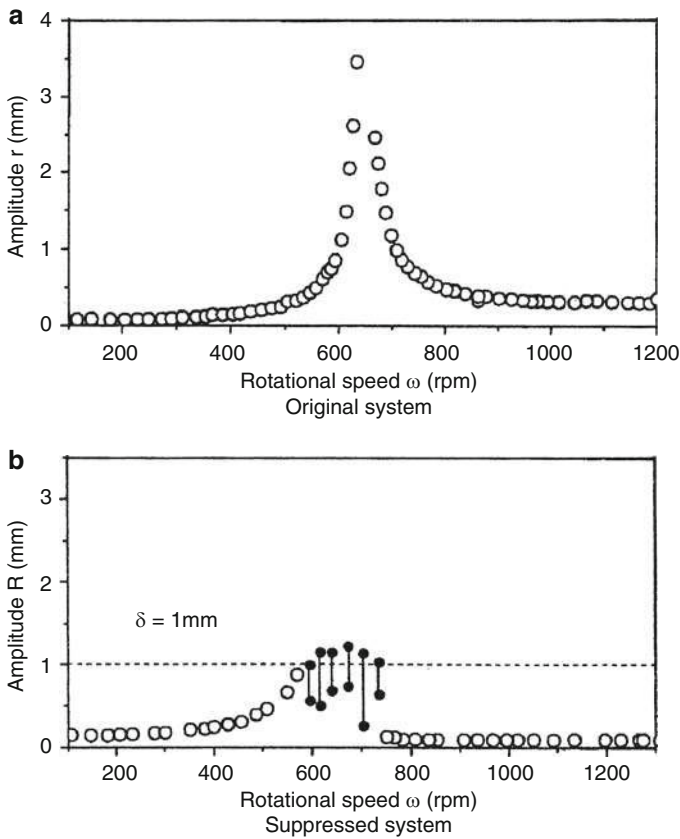 a
4
3
2
1
0
Amplitude r (mm)
200 400 600 800 1000 1200
Rotational speed ω (rpm)
Original system
b
3
2
1
0
Amplitude R (mm)
δ = 1mm
200 400 600 800 1000 1200
Rotational speed ω (rpm)
Suppressed system